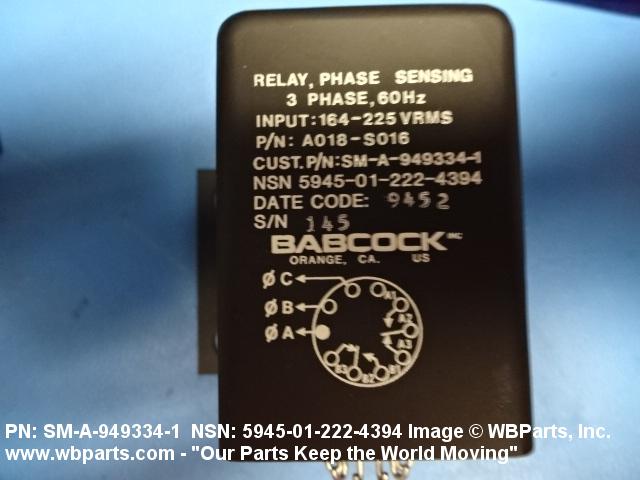 RELAY, PHASE SENSING
3 PHASE, 60Hz
INPUT: 164-225 VRMS
P/N: A018-S016
CUST. P/N: SM-A-949334-1
NSN 5945-01-222-4394
DATE CODE: 9452
S/N 145
BABCOCK INC
ORANGE, CA. US
Ø C
Ø B
Ø A
A1
A2
A3
B1
B2
B3
PN: SM-A-949334-1 NSN: 5945-01-222-4394 Image © WBParts, Inc.
www.wbparts.com - "Our Parts Keep the World Moving"